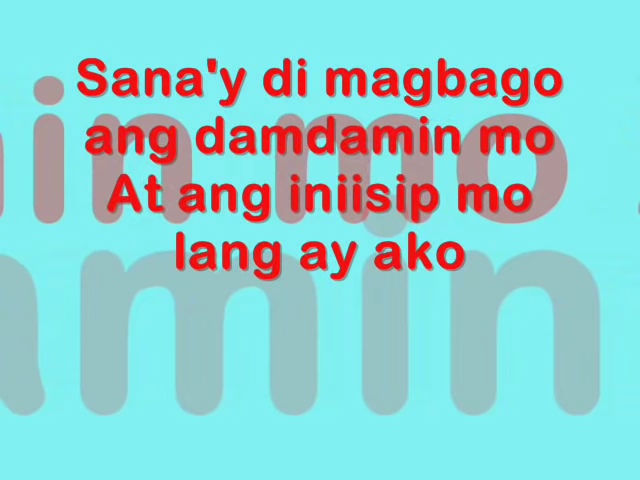 Sana'y di magbago
ang damdamin mo
At ang iniisip mo
lang ay ako